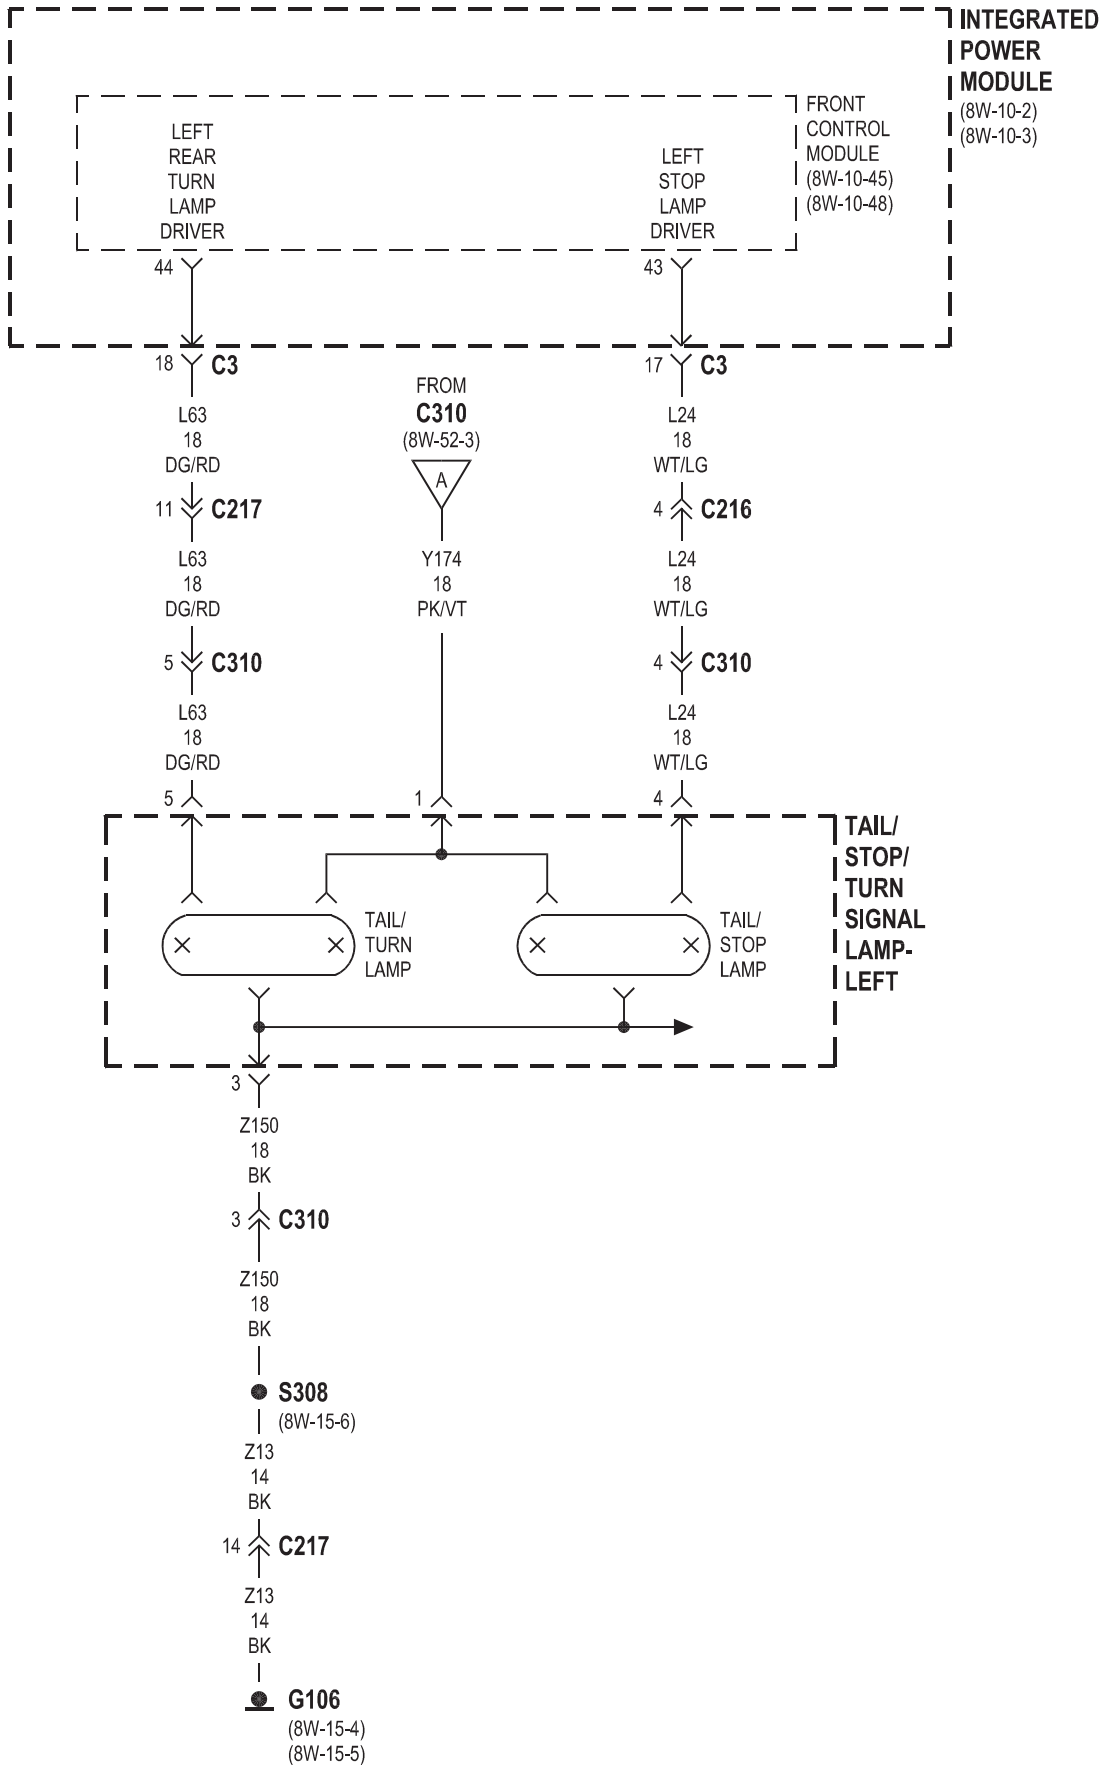 INTEGRATED
POWER
MODULE
(8W-10-2)
(8W-10-3)
FRONT
CONTROL
MODULE
(8W-10-45)
(8W-10-48)
LEFT
REAR
TURN
LAMP
DRIVER
LEFT
STOP
LAMP
DRIVER
44
43
18 C3
17 C3
FROM
C310
(8W-52-3)
A
L63
18
DG/RD
L24
18
WT/LG
11 C217
4 C216
L63
18
DG/RD
Y174
18
PK/VT
L24
18
WT/LG
5 C310
4 C310
L63
18
DG/RD
L24
18
WT/LG
5
1
4
TAIL/
STOP/
TURN
SIGNAL
LAMP-
LEFT
TAIL/
TURN
LAMP
TAIL/
STOP
LAMP
3
Z150
18
BK
3 C310
Z150
18
BK
S308
(8W-15-6)
Z13
14
BK
14 C217
Z13
14
BK
G106
(8W-15-4)
(8W-15-5)